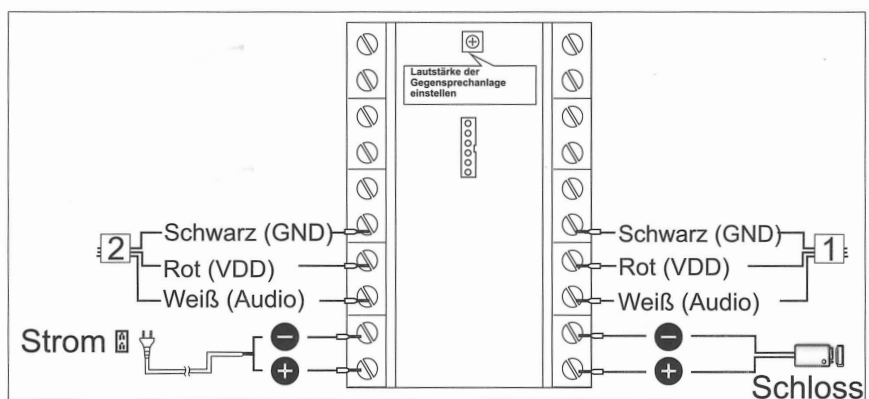 Lautstärke der
Gegensprechanlage
einstellen
2
Schwarz (GND)
Rot (VDD)
Weiß (Audio)
Strom
−
+
Schwarz (GND)
Rot (VDD)
Weiß (Audio)
1
−
+
Schloss